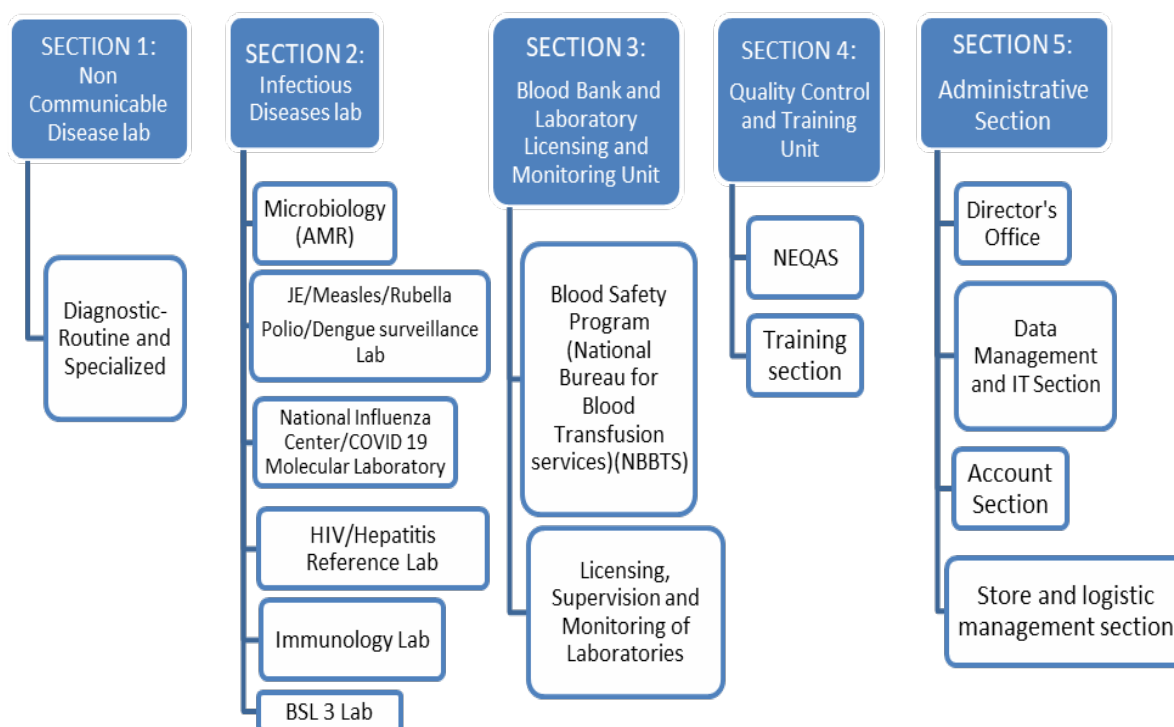 SECTION 1:
Non
Communicable
Disease lab
Diagnostic-
Routine and
Specialized
SECTION 2:
Infectious
Diseases lab
Microbiology
(AMR)
JE/Measles/Rubella
Polio/Dengue surveillance
Lab
National Influenza
Center/COVID 19
Molecular Laboratory
HIV/Hepatitis
Reference Lab
Immunology Lab
BSL 3 Lab
SECTION 3:
Blood Bank and
Laboratory
Licensing and
Monitoring Unit
Blood Safety
Program
(National
Bureau for
Blood
Transfusion
services)(NBBTS)
Licensing,
Supervision and
Monitoring of
Laboratories
SECTION 4:
Quality Control
and Training
Unit
NEQAS
Training
section
SECTION 5:
Administrative
Section
Director's
Office
Data
Management
and IT Section
Account
Section
Store and logistic
management section